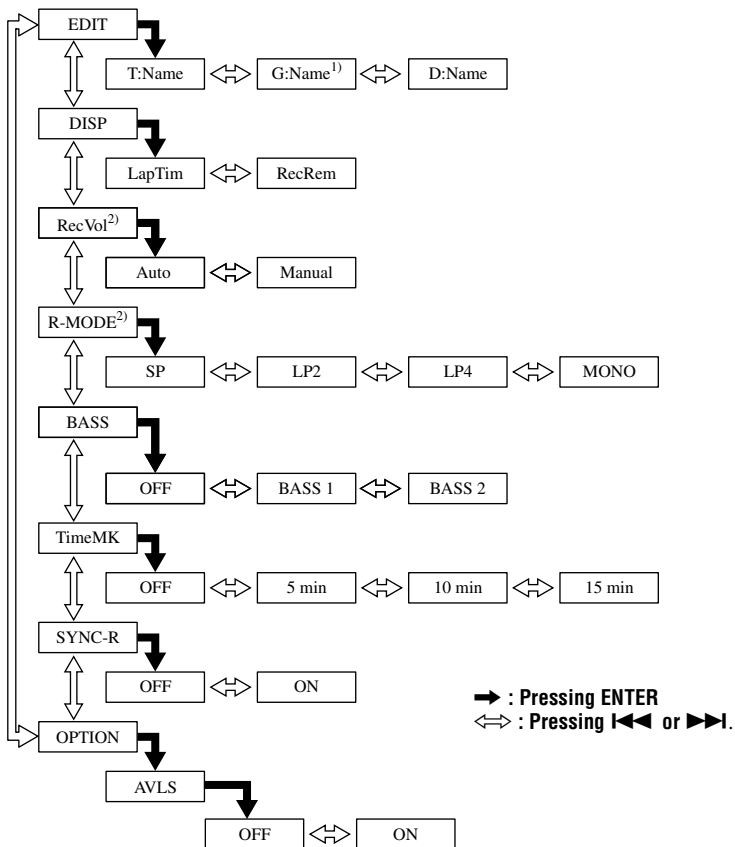 EDIT
T:Name G:Name1) D:Name
DISP
LapTim RecRem
RecVol2)
Auto Manual
R-MODE2)
SP LP2 LP4 MONO
BASS
OFF BASS 1 BASS 2
TimeMK
OFF 5 min 10 min 15 min
SYNC-R
OFF ON
: Pressing ENTER
: Pressing or .
OPTION
AVLS
OFF ON